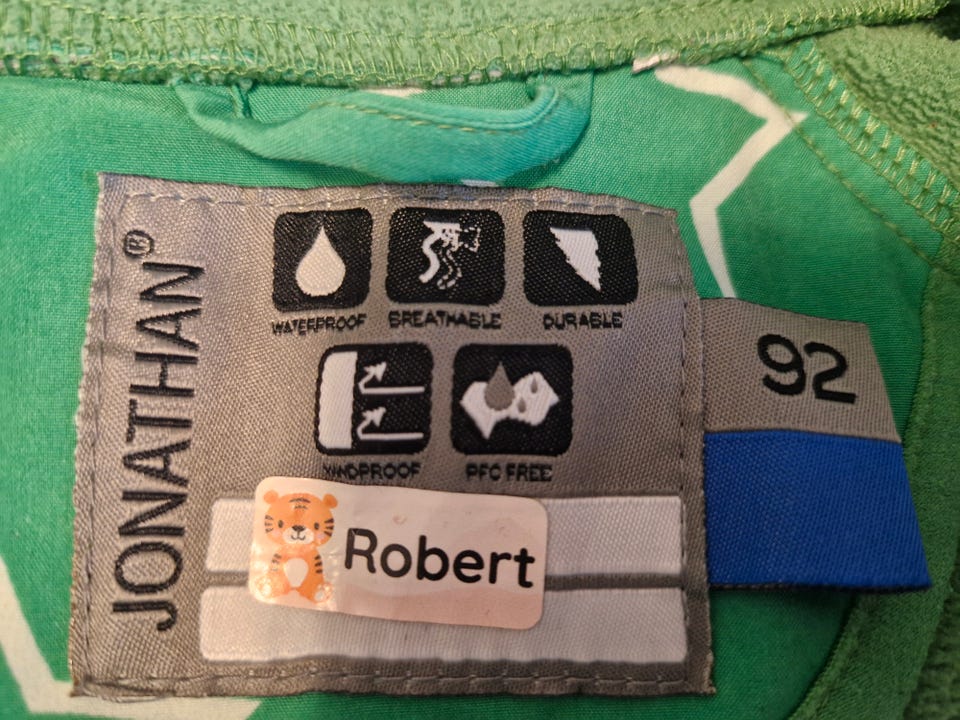 JONATHAN®
WATERPROOF BREATHABLE DURABLE
WINDPROOF PFC FREE
Robert
92